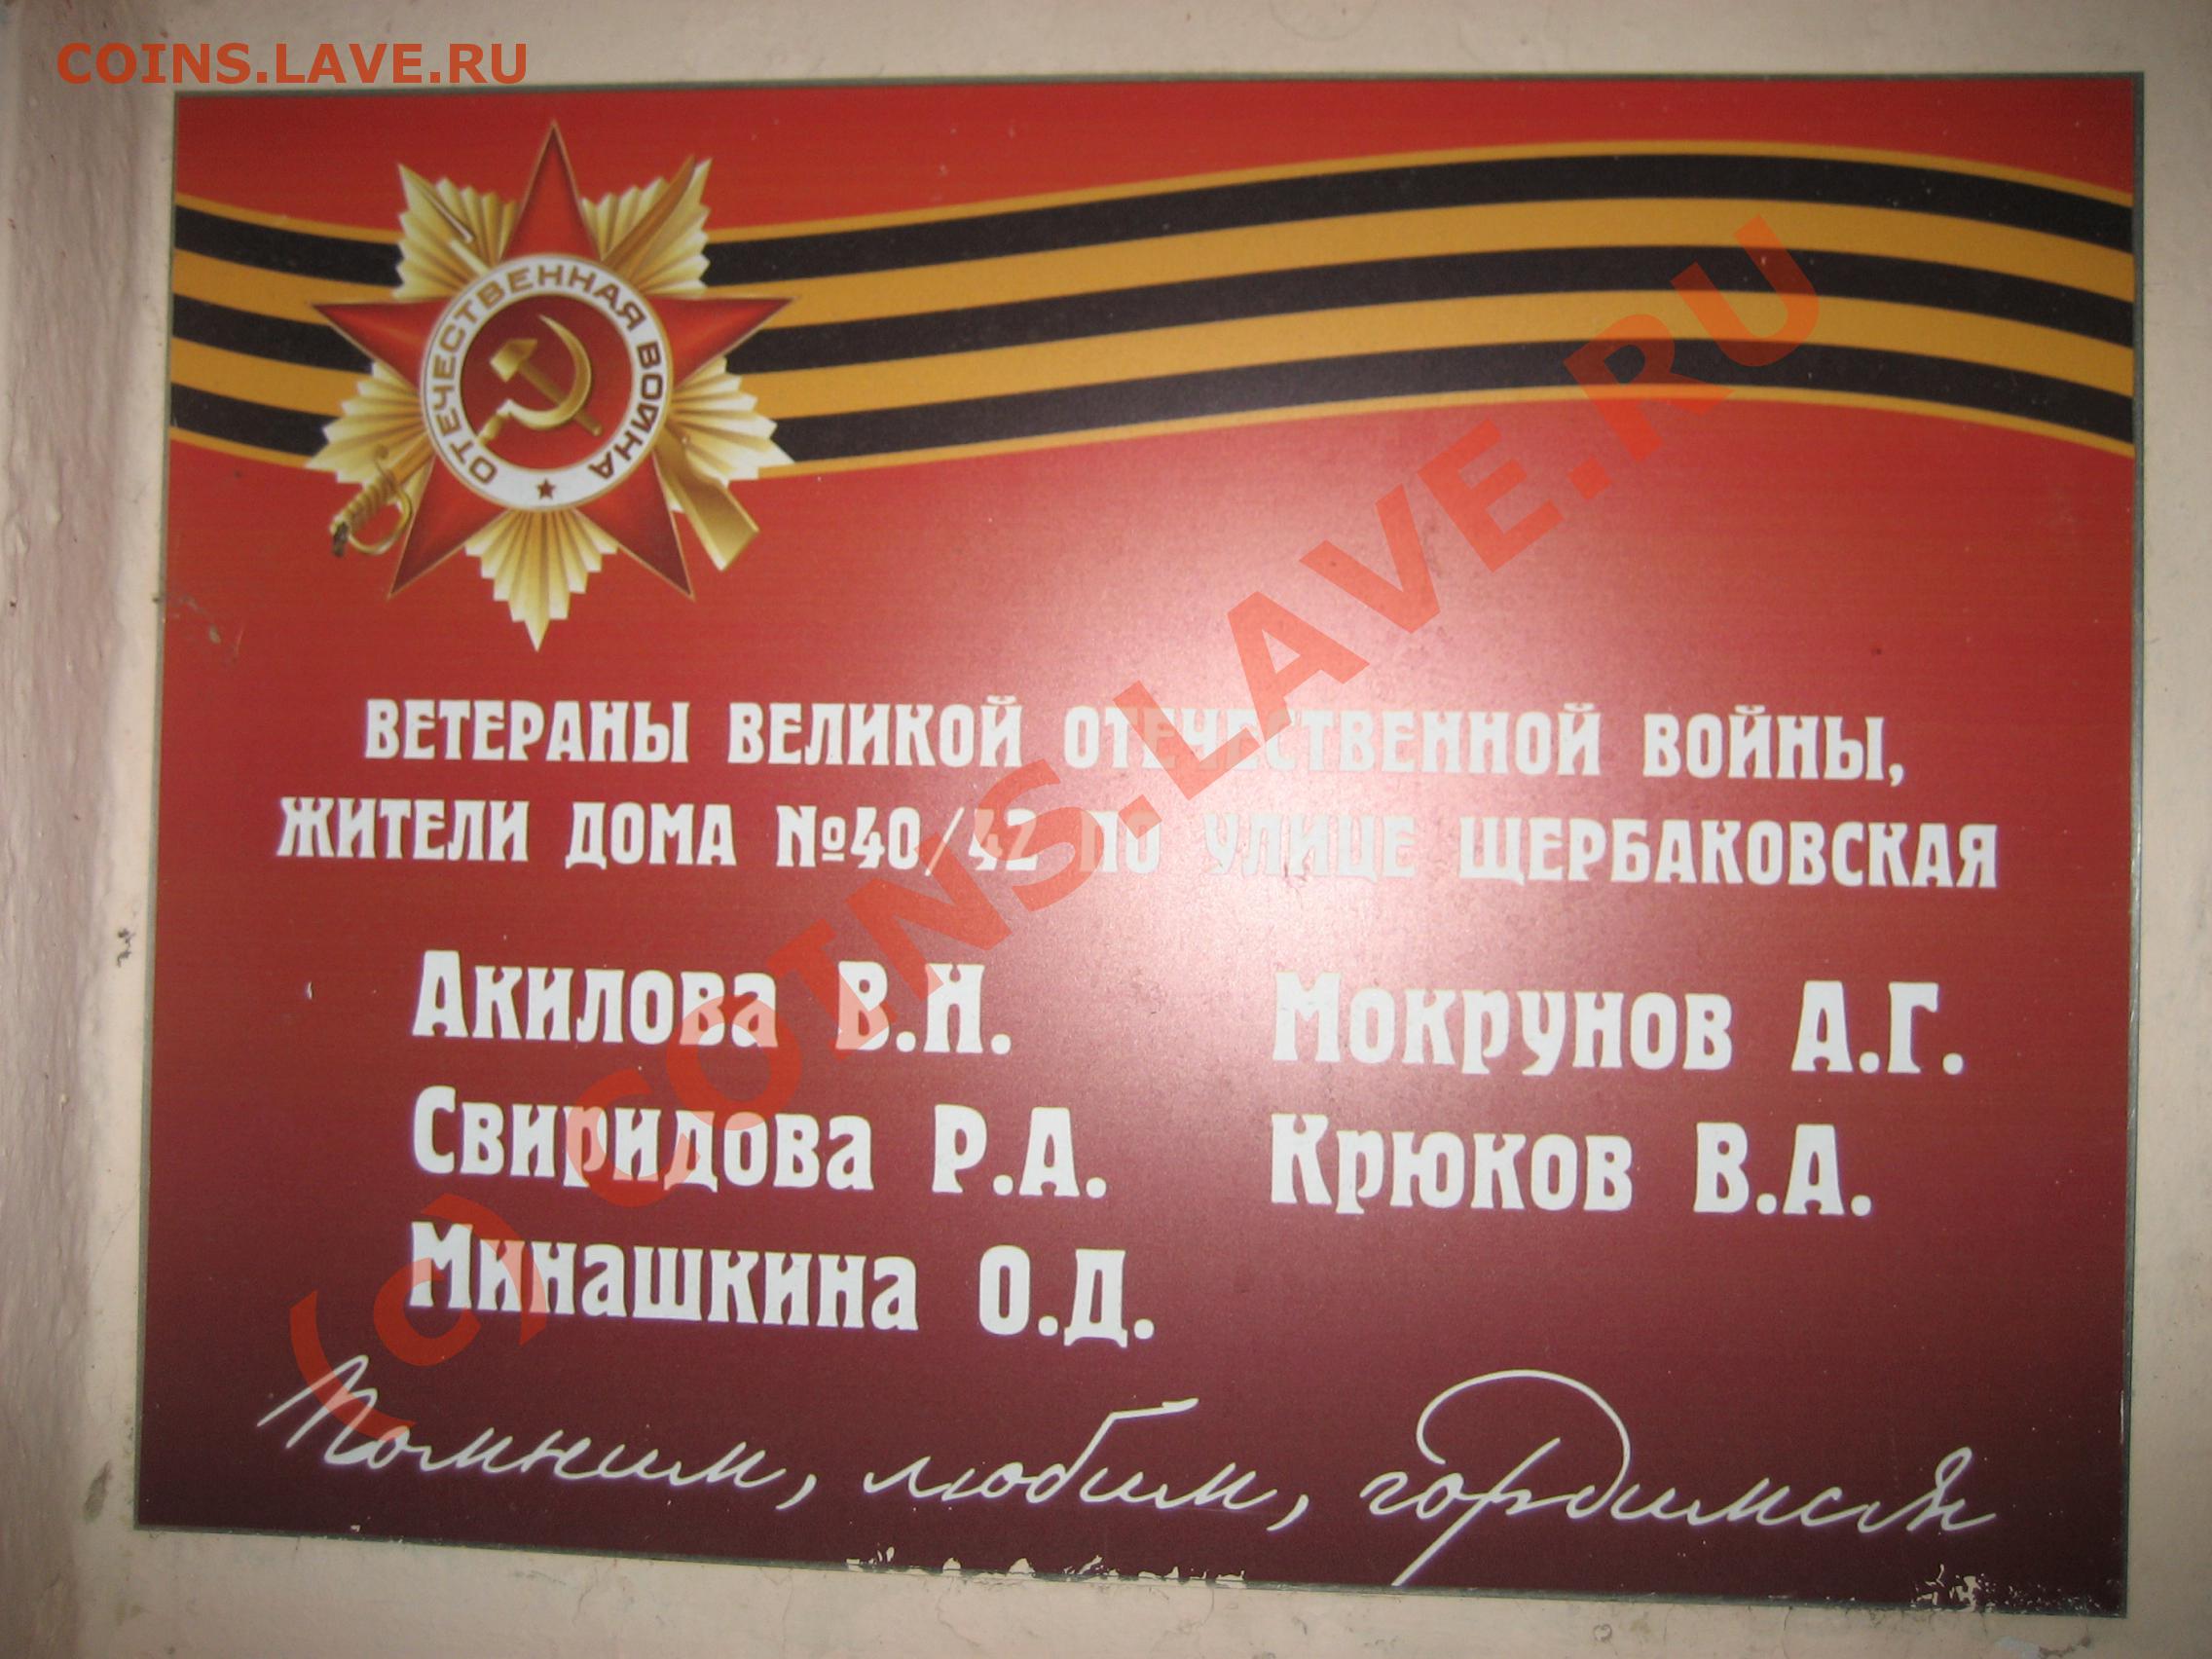 COINS.LAVE.RU
ОТЕЧЕСТВЕННАЯ ВОЙНА
ВЕТЕРАНЫ ВЕЛИКОЙ ОТЕЧЕСТВЕННОЙ ВОЙНЫ,
ЖИТЕЛИ ДОМА №40/42 ПО УЛИЦЕ ЩЕРБАКОВСКАЯ
Акилова В.Н.
Свиридова Р.А.
Минашкина О.Д.
Мокрунов А.Г.
Крюков В.А.
Помним, любим, гордимся
(c) COINS.LAVE.RU